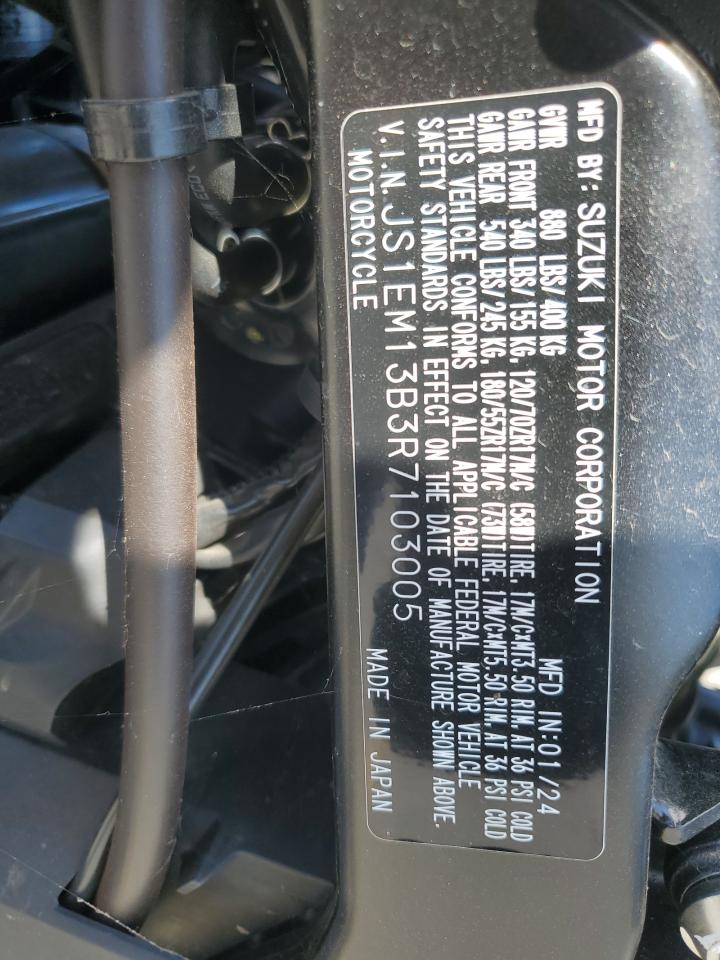 MFD BY: SUZUKI MOTOR CORPORATION
MFD IN:01/24
GVWR 880 LBS/400 KG
GAWR FRONT 340 LBS/155 KG, 120/70ZR17M/C (58W)TIRE, 17M/C×MT3.50 RIM, AT 36 PSI COLD
GAWR REAR 540 LBS/245 KG, 180/55ZR17M/C (73W)TIRE, 17M/C×MT5.50 RIM, AT 36 PSI COLD
THIS VEHICLE CONFORMS TO ALL APPLICABLE FEDERAL MOTOR VEHICLE
SAFETY STANDARDS IN EFFECT ON THE DATE OF MANUFACTURE SHOWN ABOVE.
V.I.N. JS1EM13B3R7103005
MOTORCYCLE MADE IN JAPAN